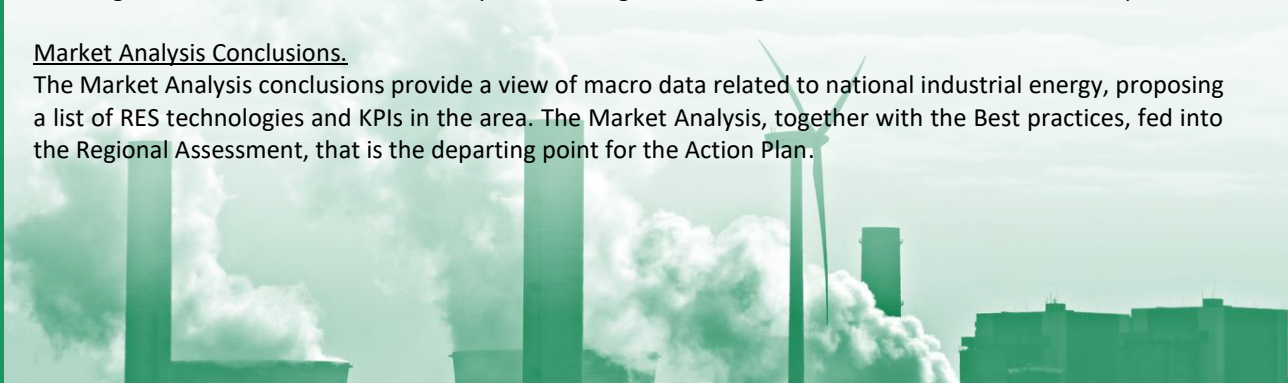 Market Analysis Conclusions.
The Market Analysis conclusions provide a view of macro data related to national industrial energy, proposing
a list of RES technologies and KPIs in the area. The Market Analysis, together with the Best practices, fed into
the Regional Assessment, that is the departing point for the Action Plan.